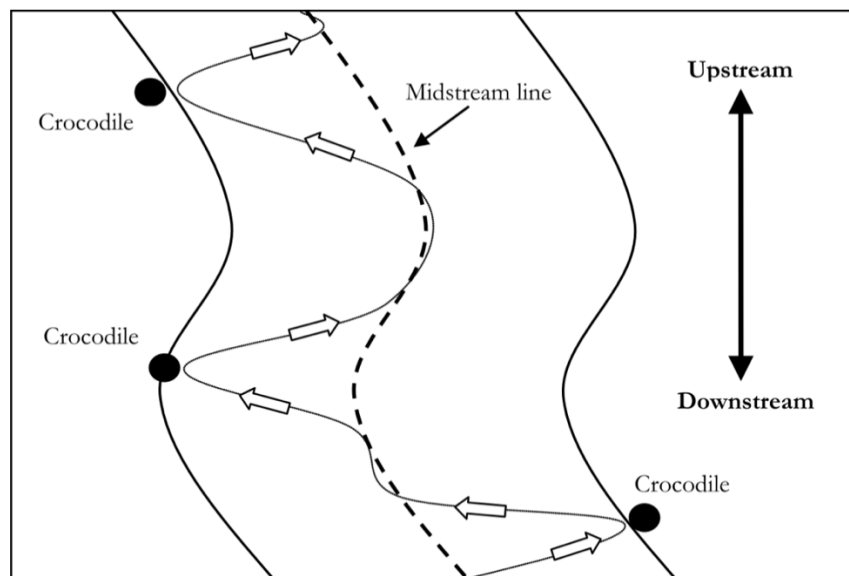 Upstream
Midstream line
Crocodile
Crocodile
Downstream
Crocodile